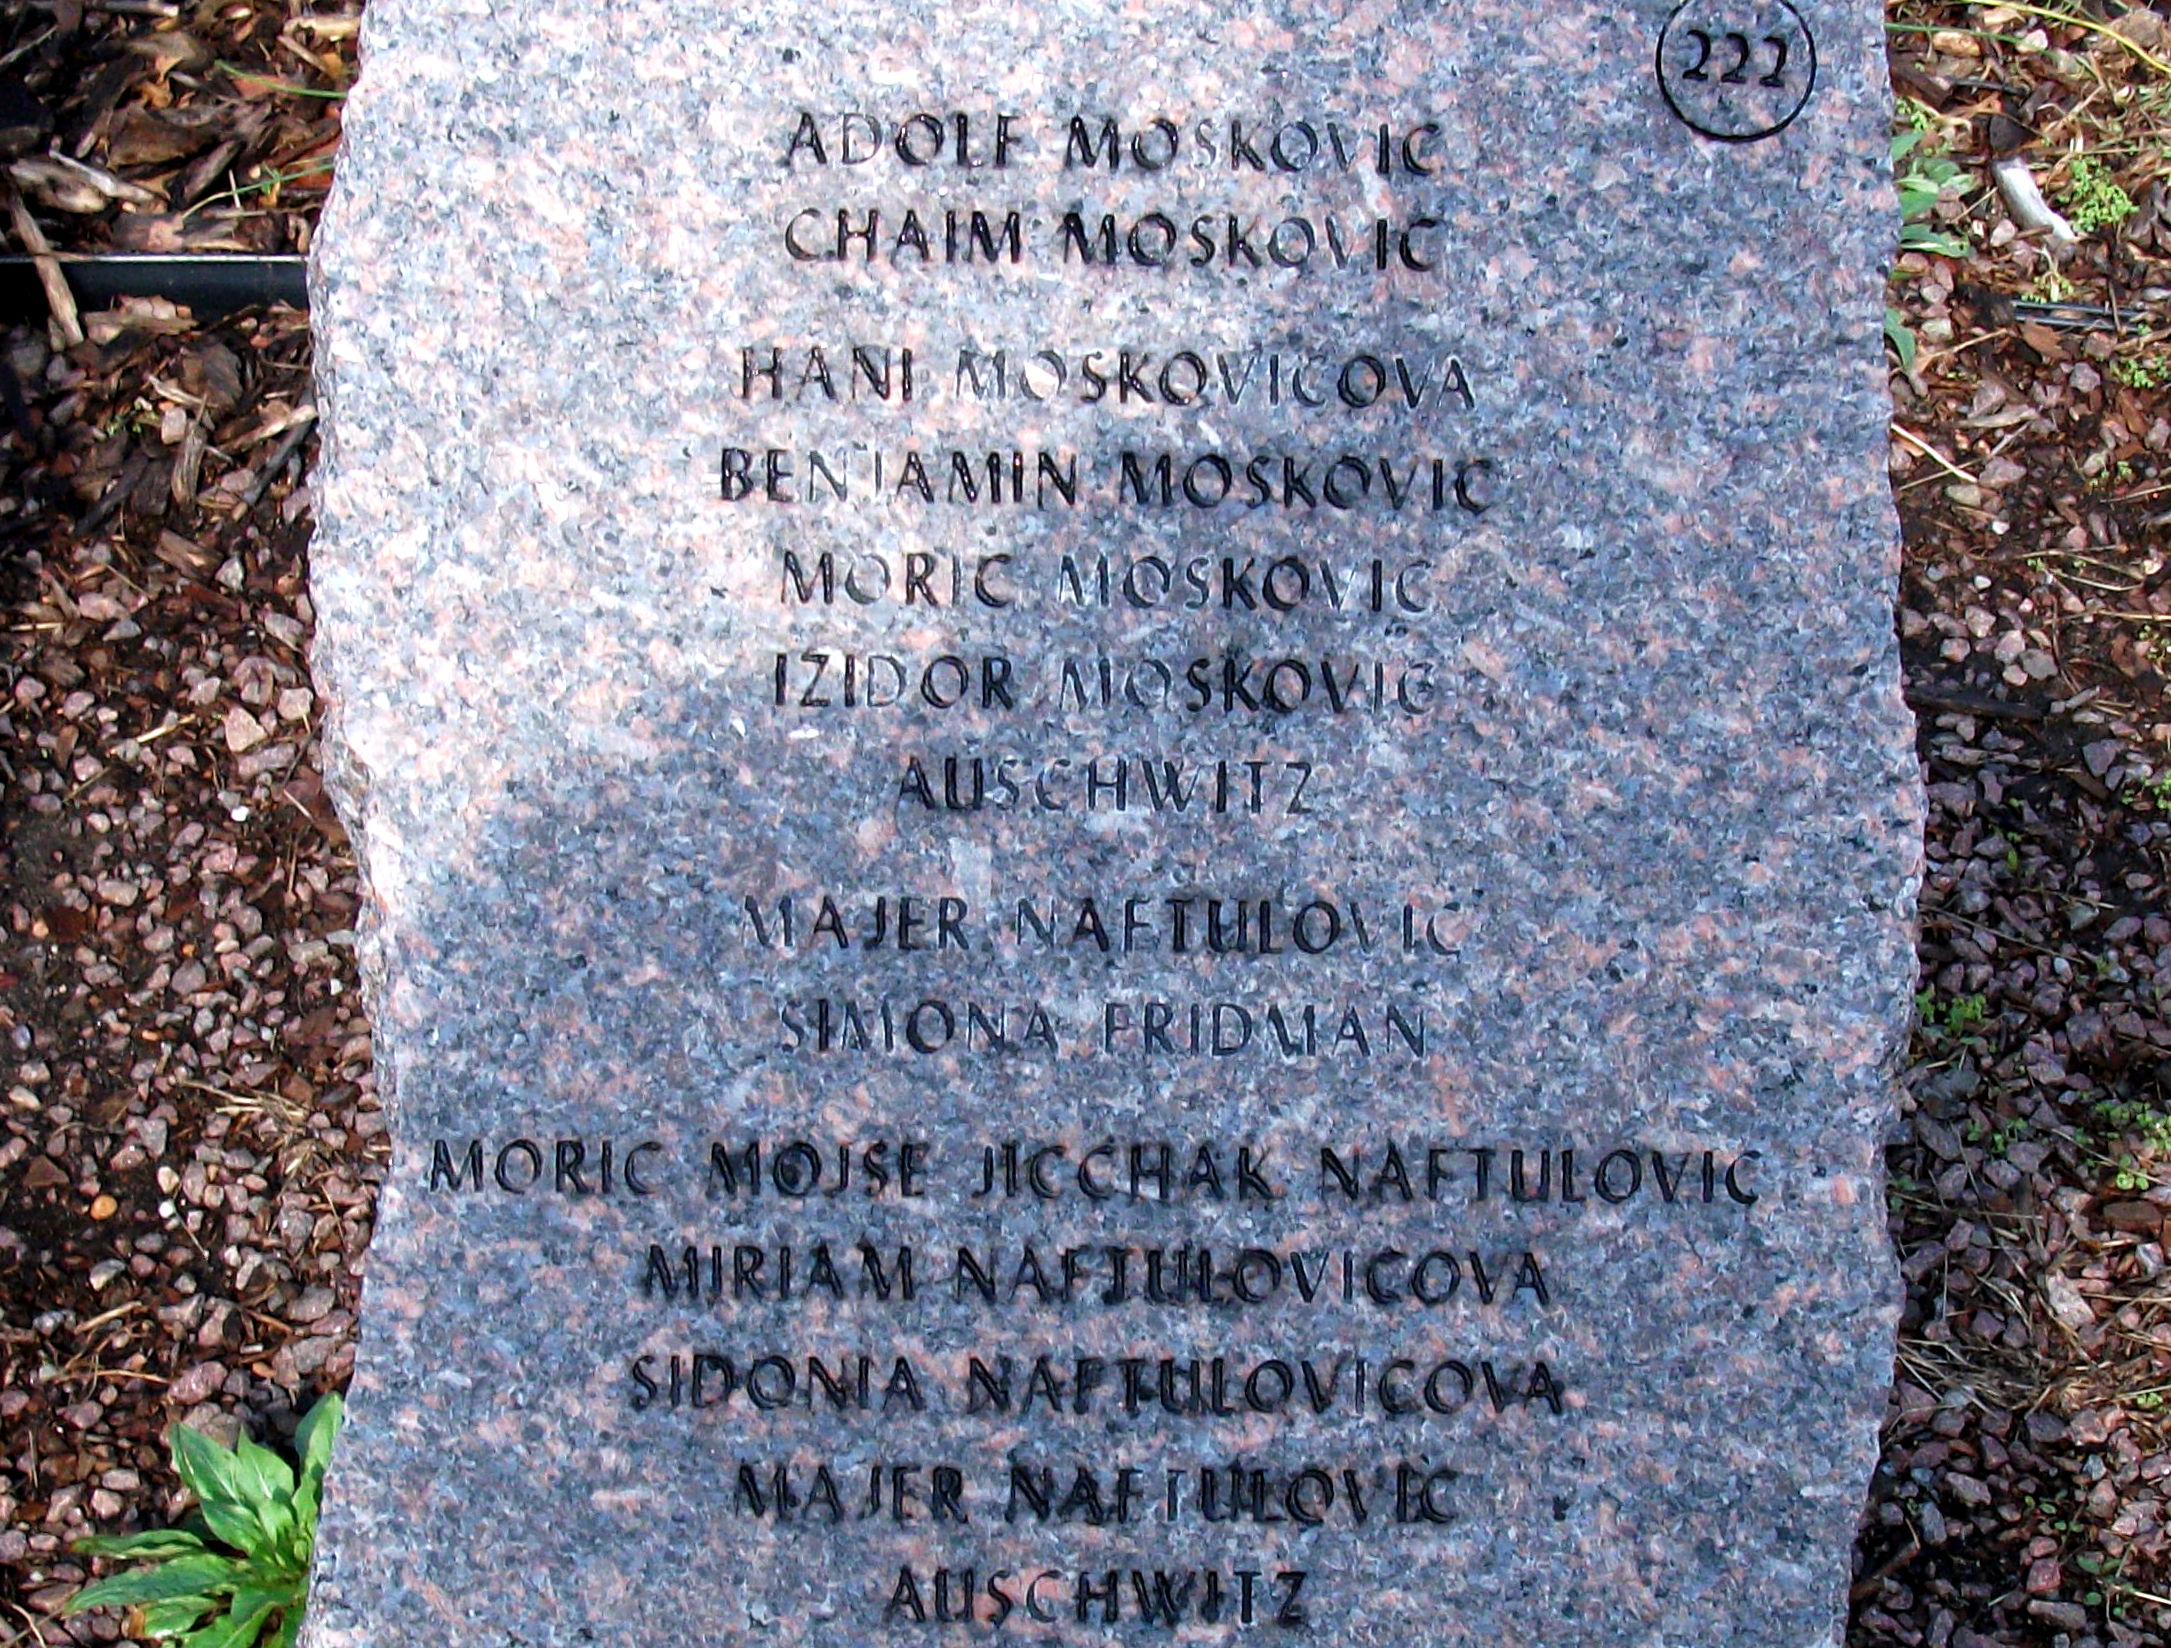 222
ADOLF MOSKOVIC
CHAIM MOSKOVIC
HANI MOSKOVICOVA
BENJAMIN MOSKOVIC
MORIC MOSKOVIC
IZIDOR MOSKOVIC
AUSCHWITZ
MAJER NAFTULOVIC
SIMONA FRIDMAN
MORIC MOJSE JICCHAK NAFTULOVIC
MIRIAM NAFTULOVICOVA
SIDONIA NAFTULOVICOVA
MAJER NAFTULOVIC
AUSCHWITZ